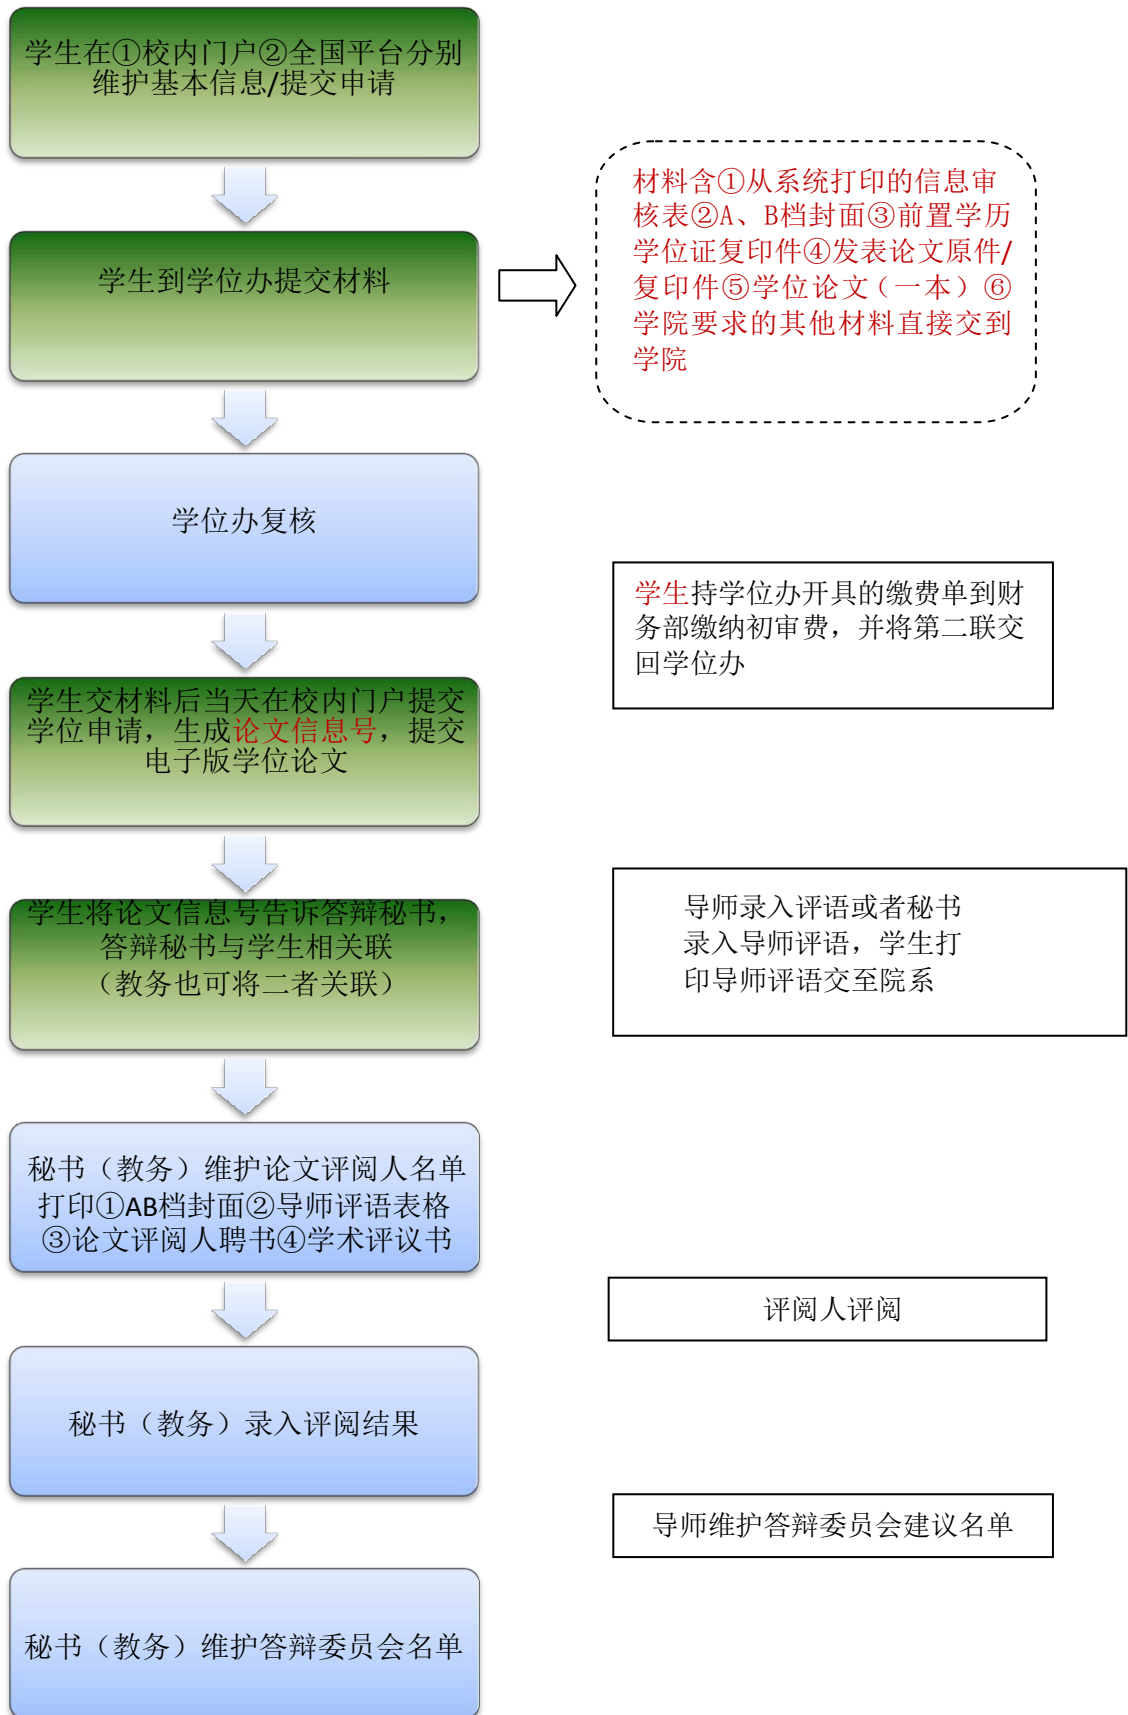 学生在①校内门户②全国平台分别
维护基本信息/提交申请
学生到学位办提交材料
材料含①从系统打印的信息审
核表②A、B档封面③前置学历
学位证复印件④发表论文原件/
复印件⑤学位论文（一本）⑥
学院要求的其他材料直接交到
学院
学位办复核
学生持学位办开具的缴费单到财
务部缴纳初审费，并将第二联交
回学位办
学生交材料后当天在校内门户提交
学位申请，生成论文信息号，提交
电子版学位论文
学生将论文信息号告诉答辩秘书，
答辩秘书与学生相关联
（教务也可将二者关联）
导师录入评语或者秘书
录入导师评语，学生打
印导师评语交至院系
秘书（教务）维护论文评阅人名单
打印①AB档封面②导师评语表格
③论文评阅人聘书④学术评议书
评阅人评阅
秘书（教务）录入评阅结果
导师维护答辩委员会建议名单
秘书（教务）维护答辩委员会名单